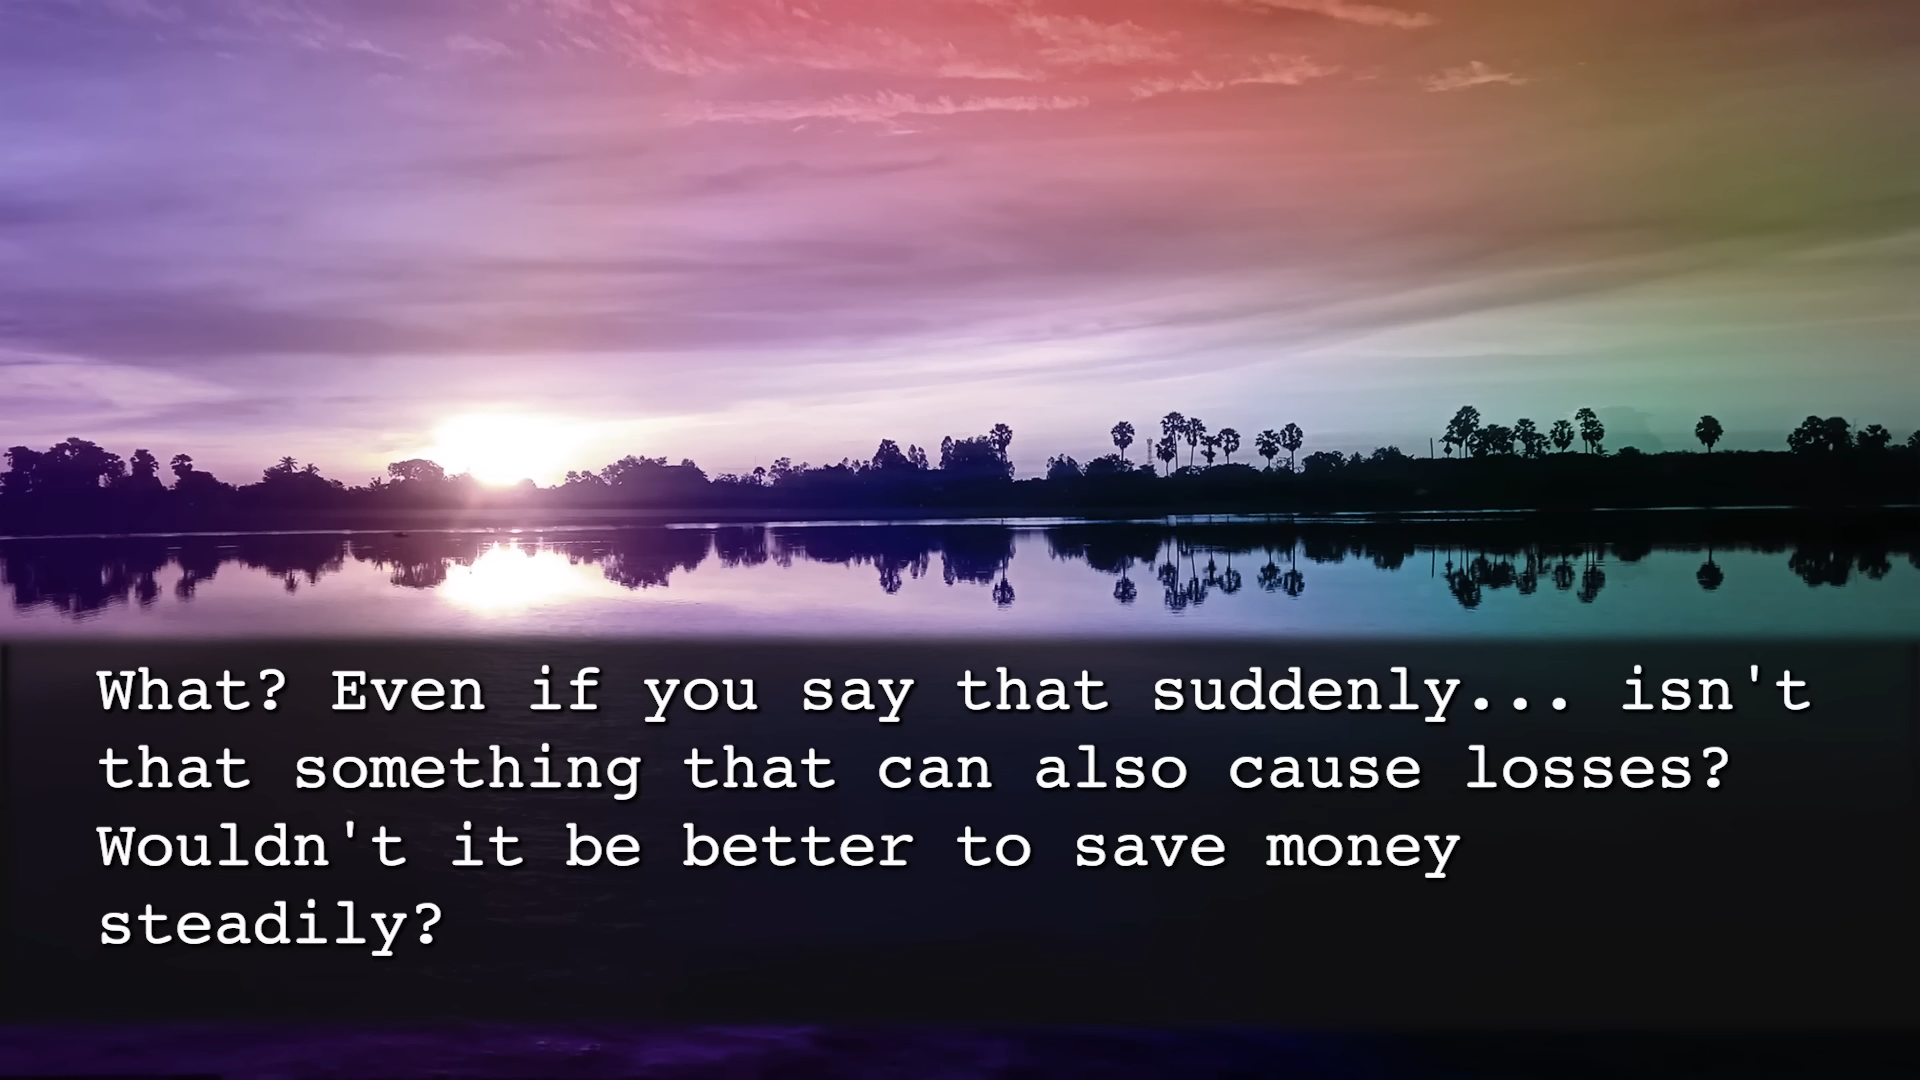 What? Even if you say that suddenly... isn't
that something that can also cause losses?
Wouldn't it be better to save money
steadily?